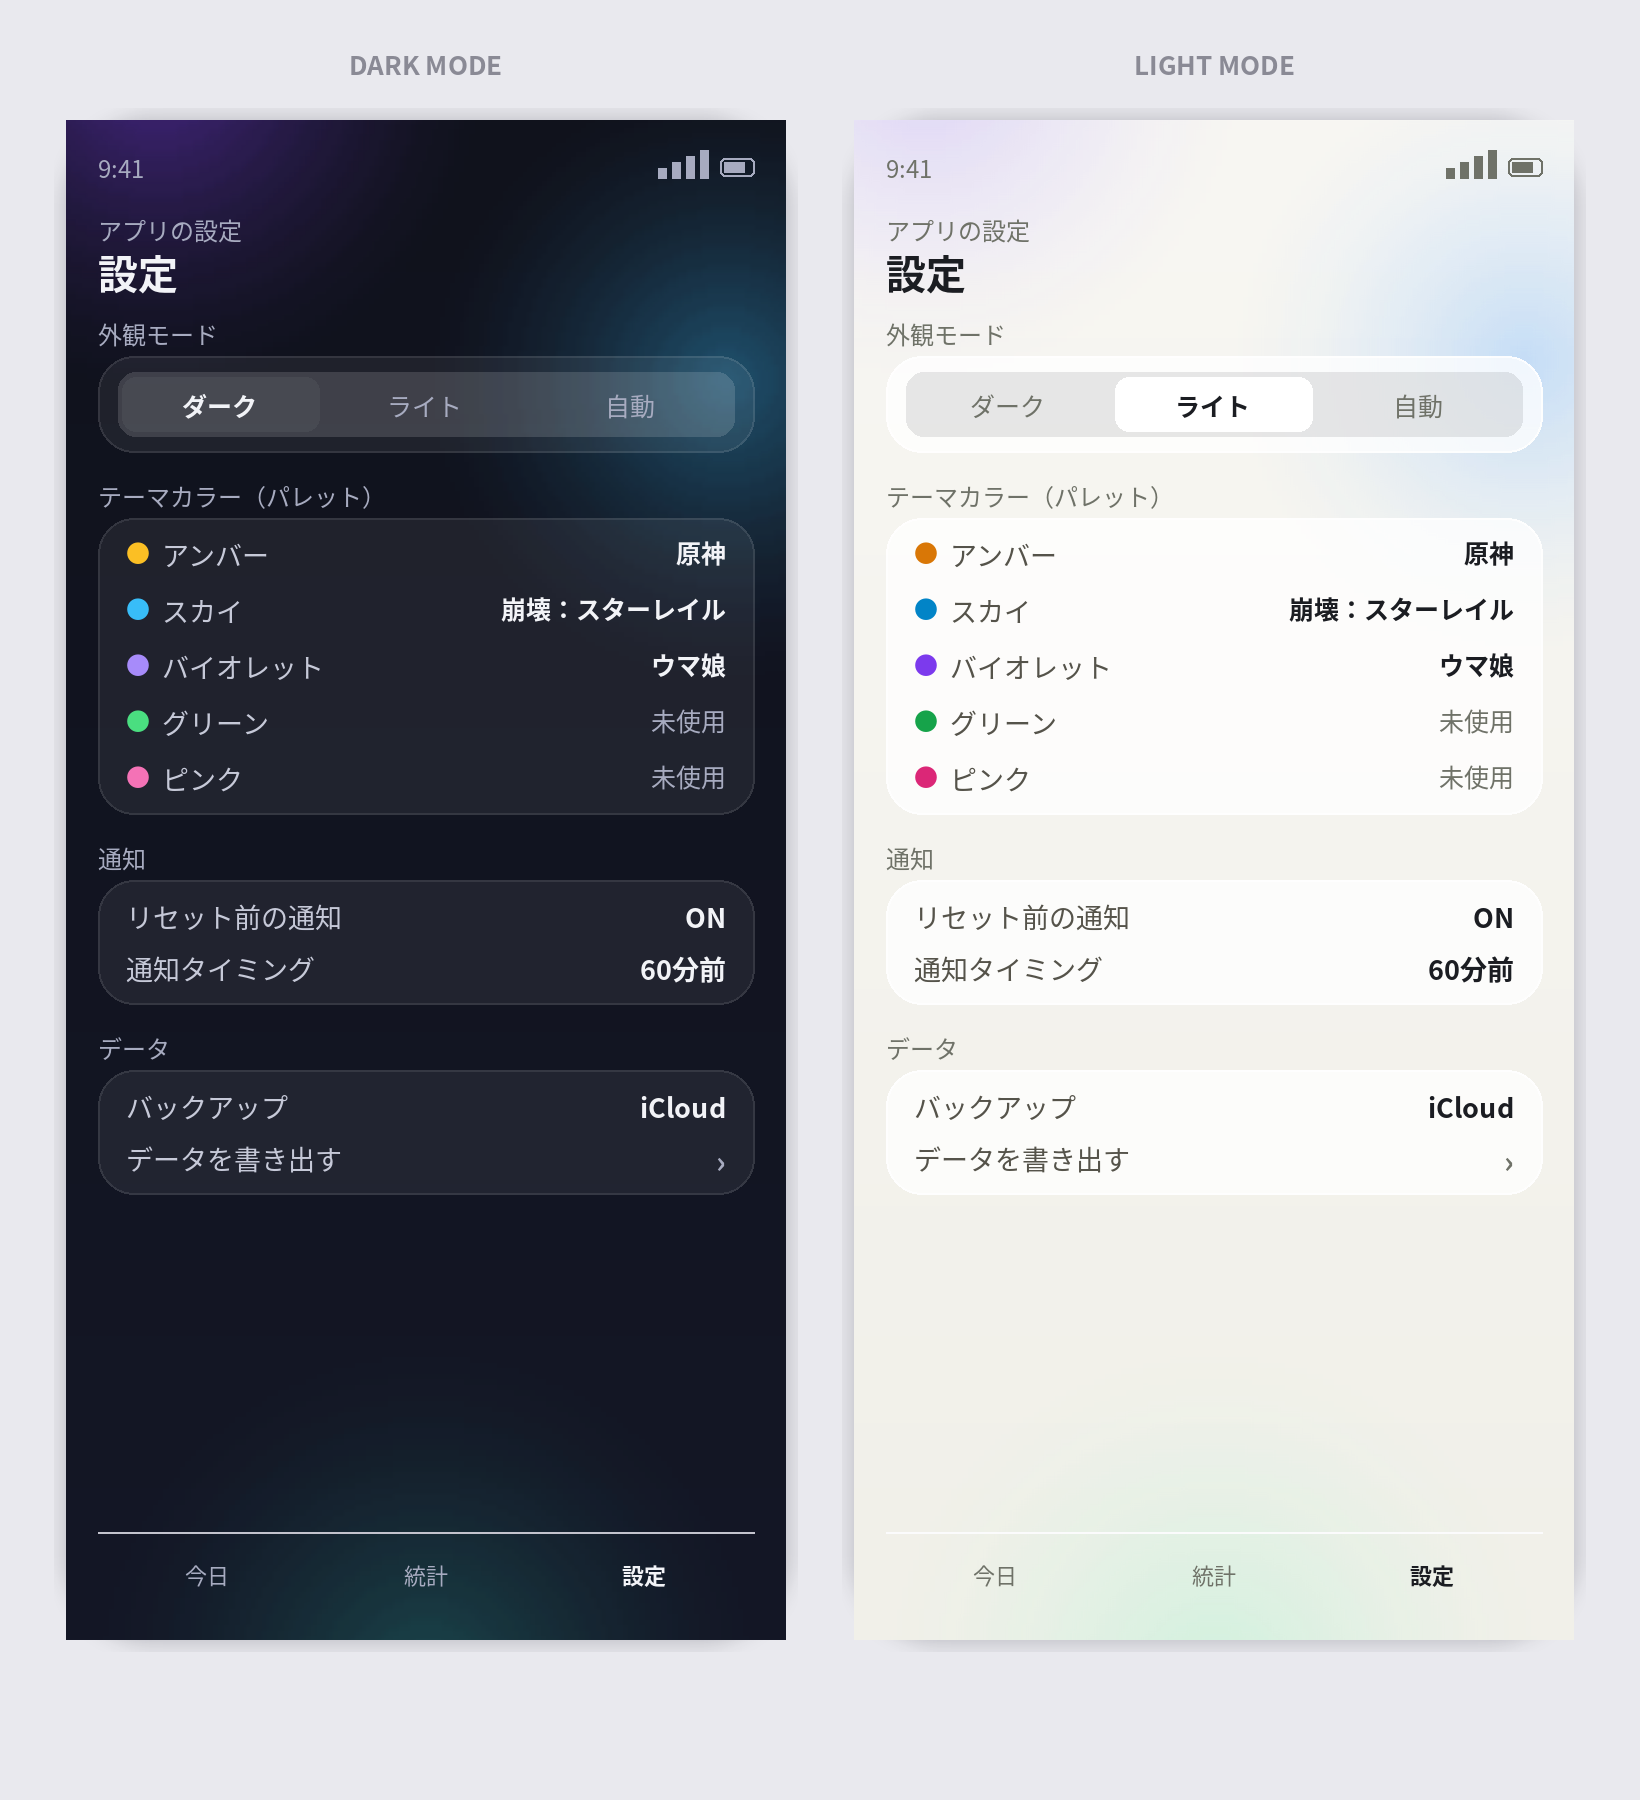 DARK MODE
9:41
アプリの設定
設定
外観モード
ダーク ライト 自動
テーマカラー（パレット）
アンバー 原神
スカイ 崩壊：スターレイル
バイオレット ウマ娘
グリーン 未使用
ピンク 未使用
通知
リセット前の通知 ON
通知タイミング 60分前
データ
バックアップ iCloud
データを書き出す ›
今日 統計 設定
LIGHT MODE
9:41
アプリの設定
設定
外観モード
ダーク ライト 自動
テーマカラー（パレット）
アンバー 原神
スカイ 崩壊：スターレイル
バイオレット ウマ娘
グリーン 未使用
ピンク 未使用
通知
リセット前の通知 ON
通知タイミング 60分前
データ
バックアップ iCloud
データを書き出す ›
今日 統計 設定